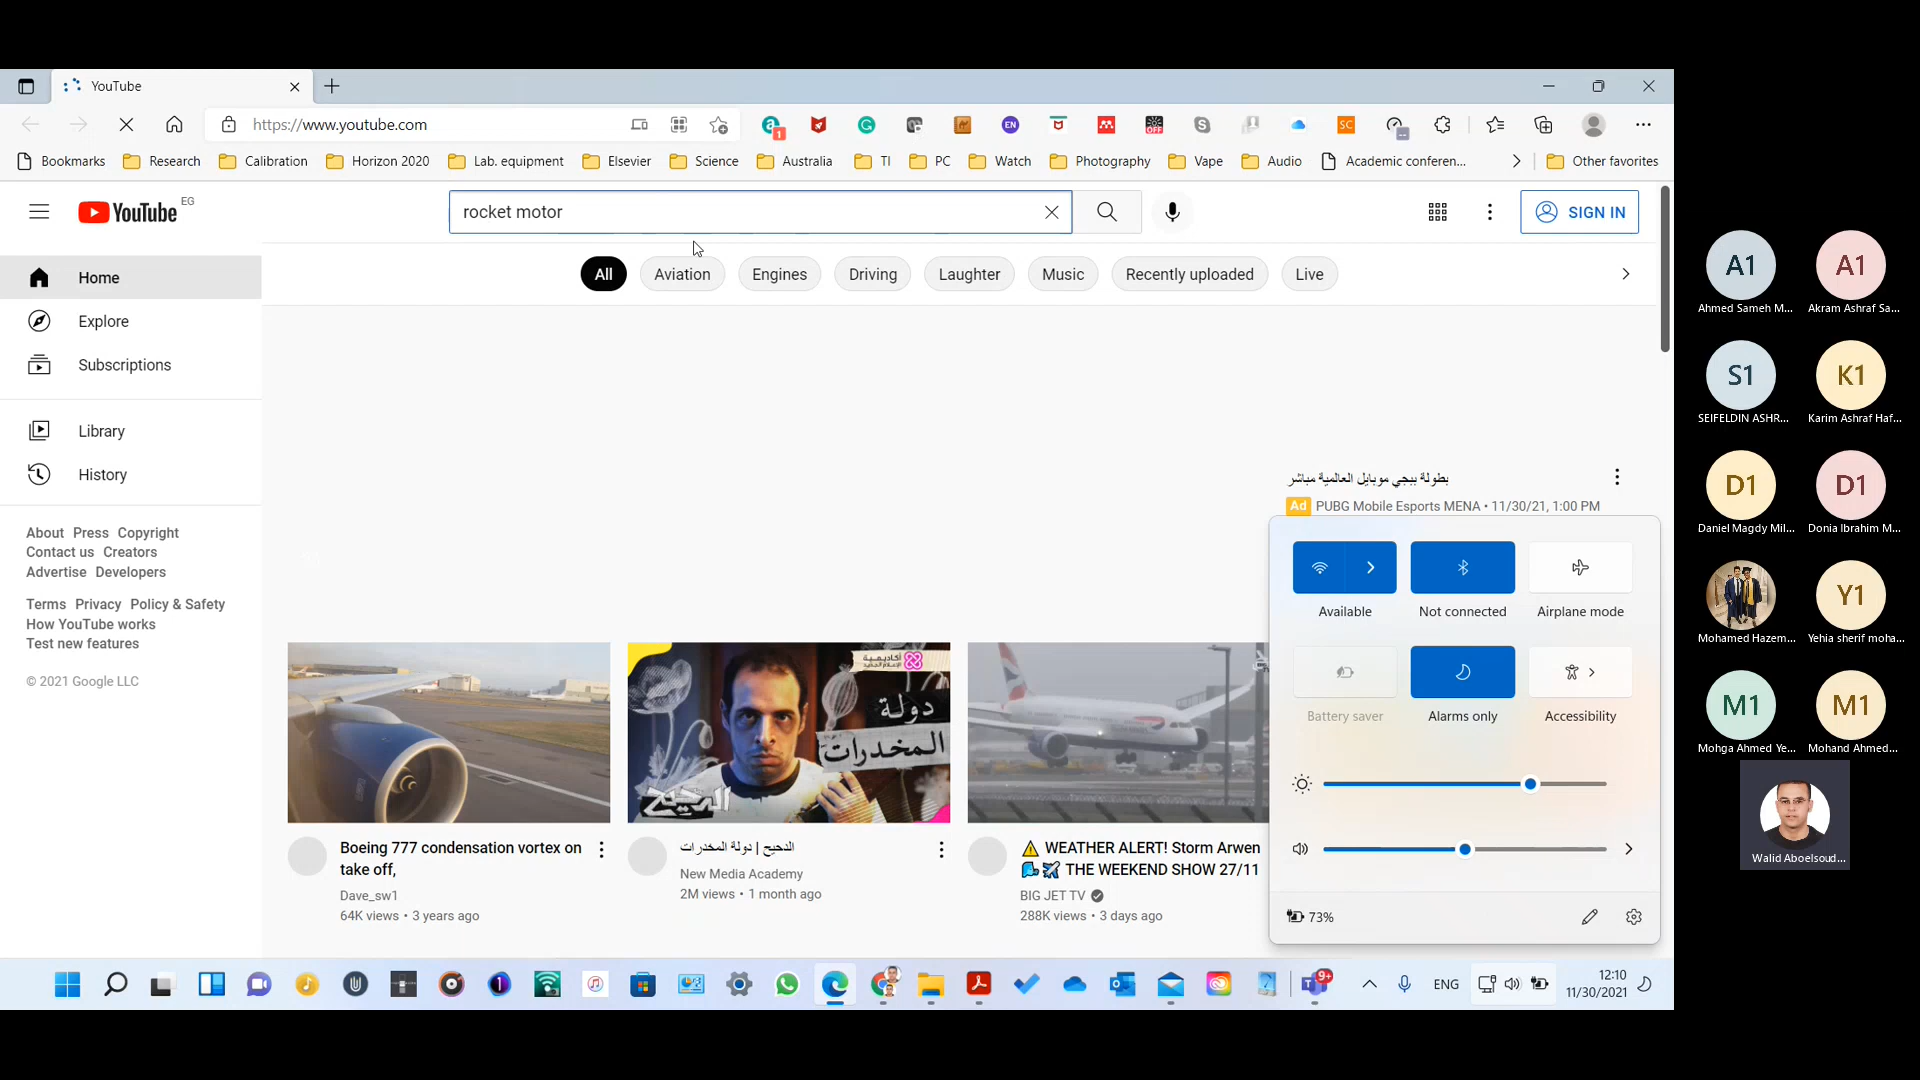 YouTube
https://www.youtube.com
1
EN
OFF
SC
Bookmarks
Research
Calibration
Horizon 2020
Lab. equipment
Elsevier
Science
Australia
TI
PC
Watch
Photography
Vape
Audio
Academic conferen...
Other favorites
YouTube EG
rocket motor
SIGN IN
All
Aviation
Engines
Driving
Laughter
Music
Recently uploaded
Live
Home
Explore
Subscriptions
Library
History
About Press Copyright
Contact us Creators
Advertise Developers
Terms Privacy Policy & Safety
How YouTube works
Test new features
© 2021 Google LLC
بطولة ببجي موبايل العالمية مباشر
Ad PUBG Mobile Esports MENA • 11/30/21, 1:00 PM
دولة
المخدرات
الدحيح
Boeing 777 condensation vortex on
take off,
Dave_sw1
64K views • 3 years ago
الدحيح | دولة المخدرات
New Media Academy
2M views • 1 month ago
⚠ WEATHER ALERT! Storm Arwen
THE WEEKEND SHOW 27/11
BIG JET TV
288K views • 3 days ago
Available
Not connected
Airplane mode
Battery saver
Alarms only
Accessibility
73%
9+
ENG
12:10
11/30/2021
A1
Ahmed Sameh M...
A1
Akram Ashraf Sa...
S1
SEIFELDIN ASHR...
K1
Karim Ashraf Haf...
D1
Daniel Magdy Mil...
D1
Donia Ibrahim M...
Mohamed Hazem...
Y1
Yehia sherif moha...
M1
Mohga Ahmed Ye...
M1
Mohand Ahmed...
Walid Aboelsoud...